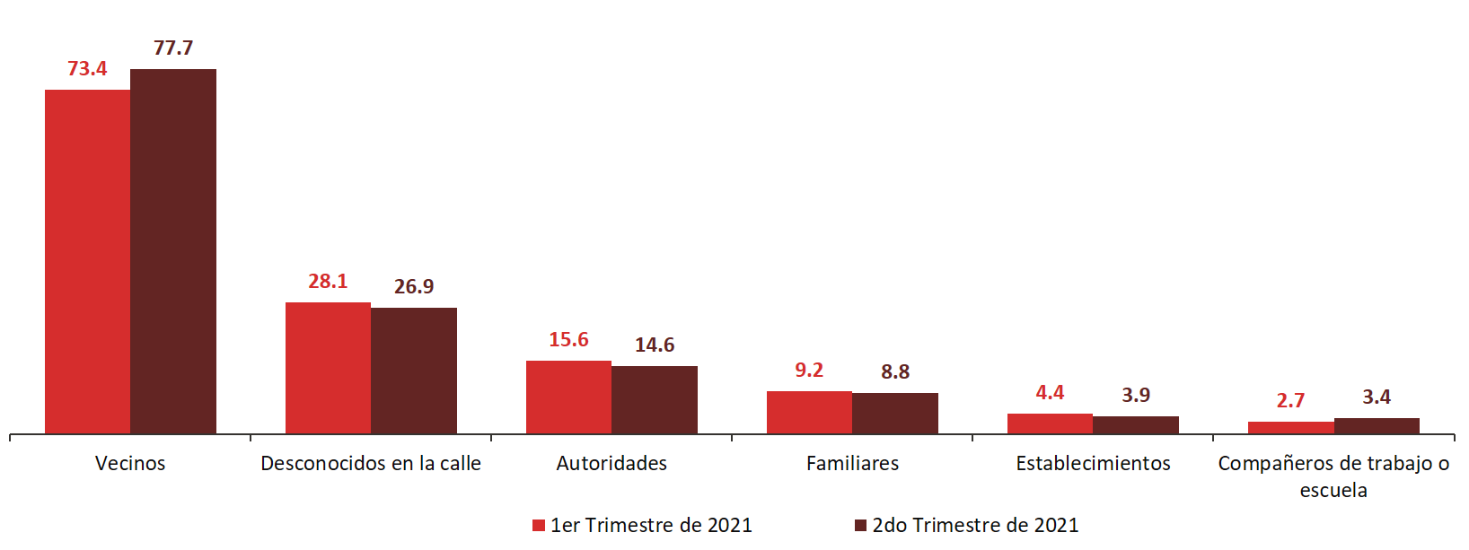 77.7
73.4
28.1
26.9
15.6
14.6
9.2
8.8
4.4
3.9
2.7
3.4
Vecinos
Desconocidos en la calle
Autoridades
Familiares
Establecimientos
Compañeros de trabajo o
escuela
1er Trimestre de 2021
2do Trimestre de 2021